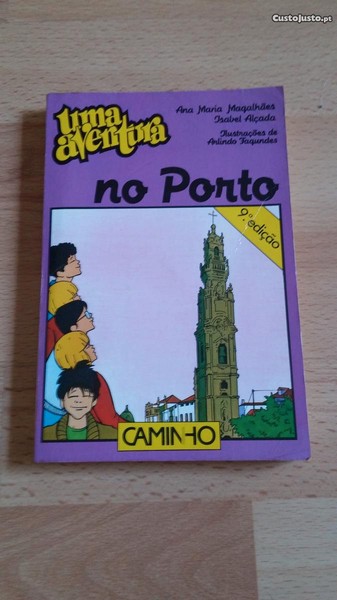 CustoJusto.pt
uma
aventura
Ana Maria Magalhães
Isabel Alçada
Ilustrações de
Arlindo Fagundes
no Porto
9.ª edição
CAMINHO